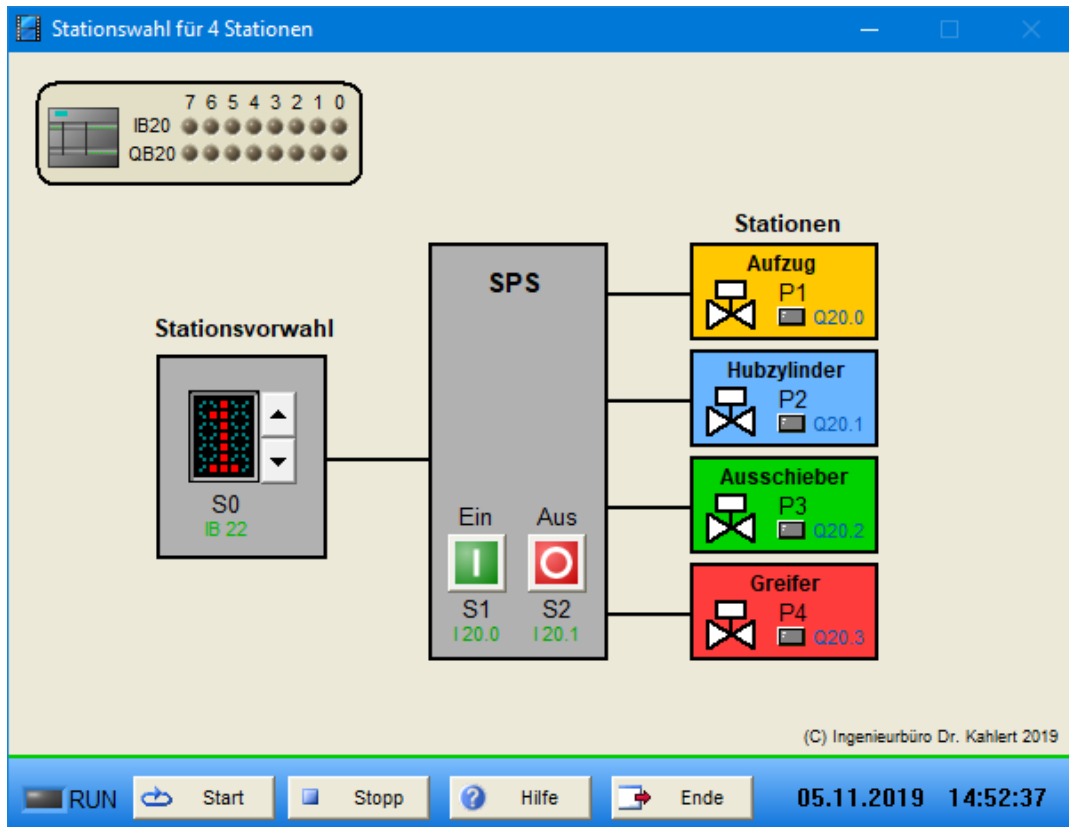 Stationswahl für 4 Stationen
7 6 5 4 3 2 1 0
IB20
QB20
Stationen
Aufzug
P1
Q20.0
SPS
Stationsvorwahl
1
S0
IB 22
Hubzylinder
P2
Q20.1
Ausschieber
P3
Q20.2
Ein Aus
S1 S2
I 20.0 I 20.1
Greifer
P4
Q20.3
(C) Ingenieurbüro Dr. Kahlert 2019
RUN Start Stopp Hilfe Ende 05.11.2019 14:52:37